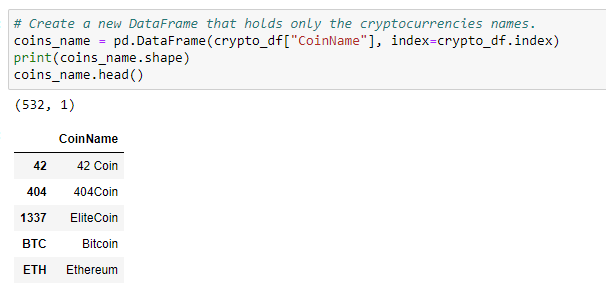 # Create a new DataFrame that holds only the cryptocurrencies names.
coins_name = pd.DataFrame(crypto_df["CoinName"], index=crypto_df.index)
print(coins_name.shape)
coins_name.head()
(532, 1)
CoinName
42 42 Coin
404 404Coin
1337 EliteCoin
BTC Bitcoin
ETH Ethereum